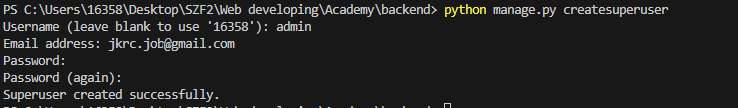 PS C:\Users\16358\Desktop\SZF2\Web developing\Academy\backend> python manage.py createsuperuser
Username (leave blank to use '16358'): admin
Email address: jkrc.job@gmail.com
Password:
Password (again):
Superuser created successfully.